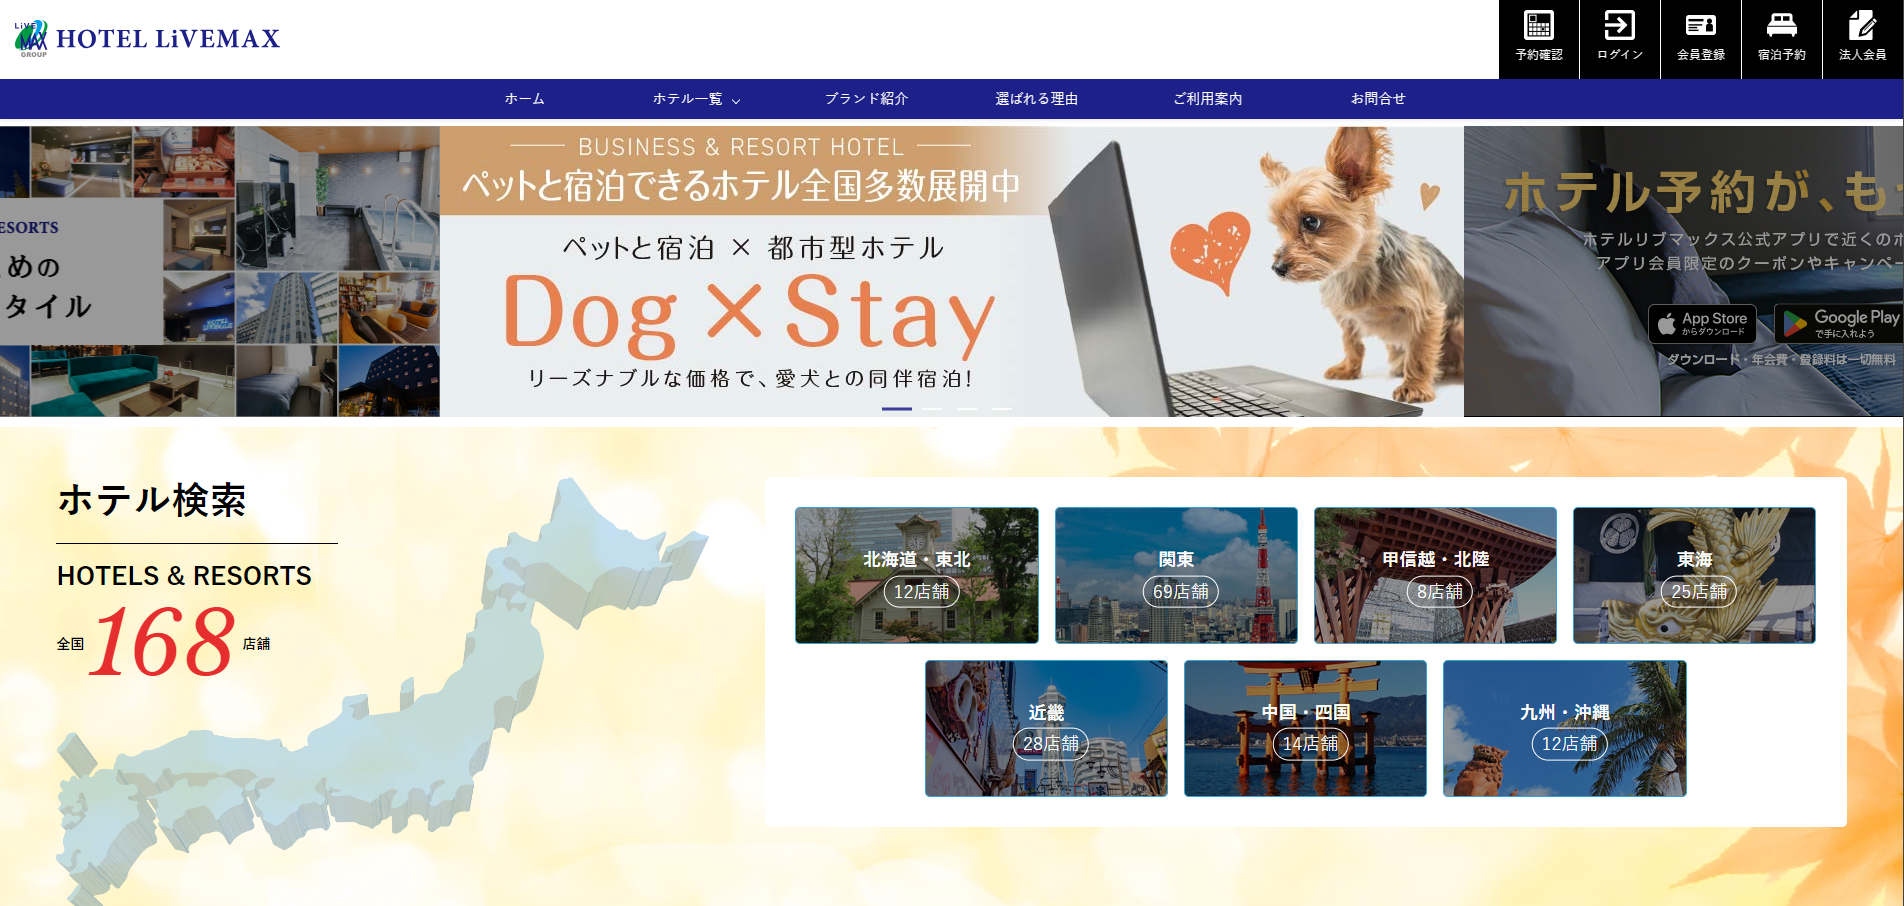 LiVE
MAX
GROUP
HOTEL LiVEMAX
予約確認
ログイン
会員登録
宿泊予約
法人会員
ホーム
ホテル一覧
ブランド紹介
選ばれる理由
ご利用案内
お問合せ
ESORTS
めの
タイル
BUSINESS & RESORT HOTEL
ペットと宿泊できるホテル全国多数展開中
ペットと宿泊 × 都市型ホテル
Dog×Stay
リーズナブルな価格で、愛犬との同伴宿泊!
ホテル予約が、も
ホテルリブマックス公式アプリで近くのホ
アプリ会員限定のクーポンやキャンペー
App Store
からダウンロード
Google Play
で手に入れよう
ダウンロード・年会費・登録料は一切無料
ホテル検索
HOTELS & RESORTS
全国 168 店舗
北海道・東北
12店舗
関東
69店舗
甲信越・北陸
8店舗
東海
25店舗
近畿
28店舗
中国・四国
14店舗
九州・沖縄
12店舗